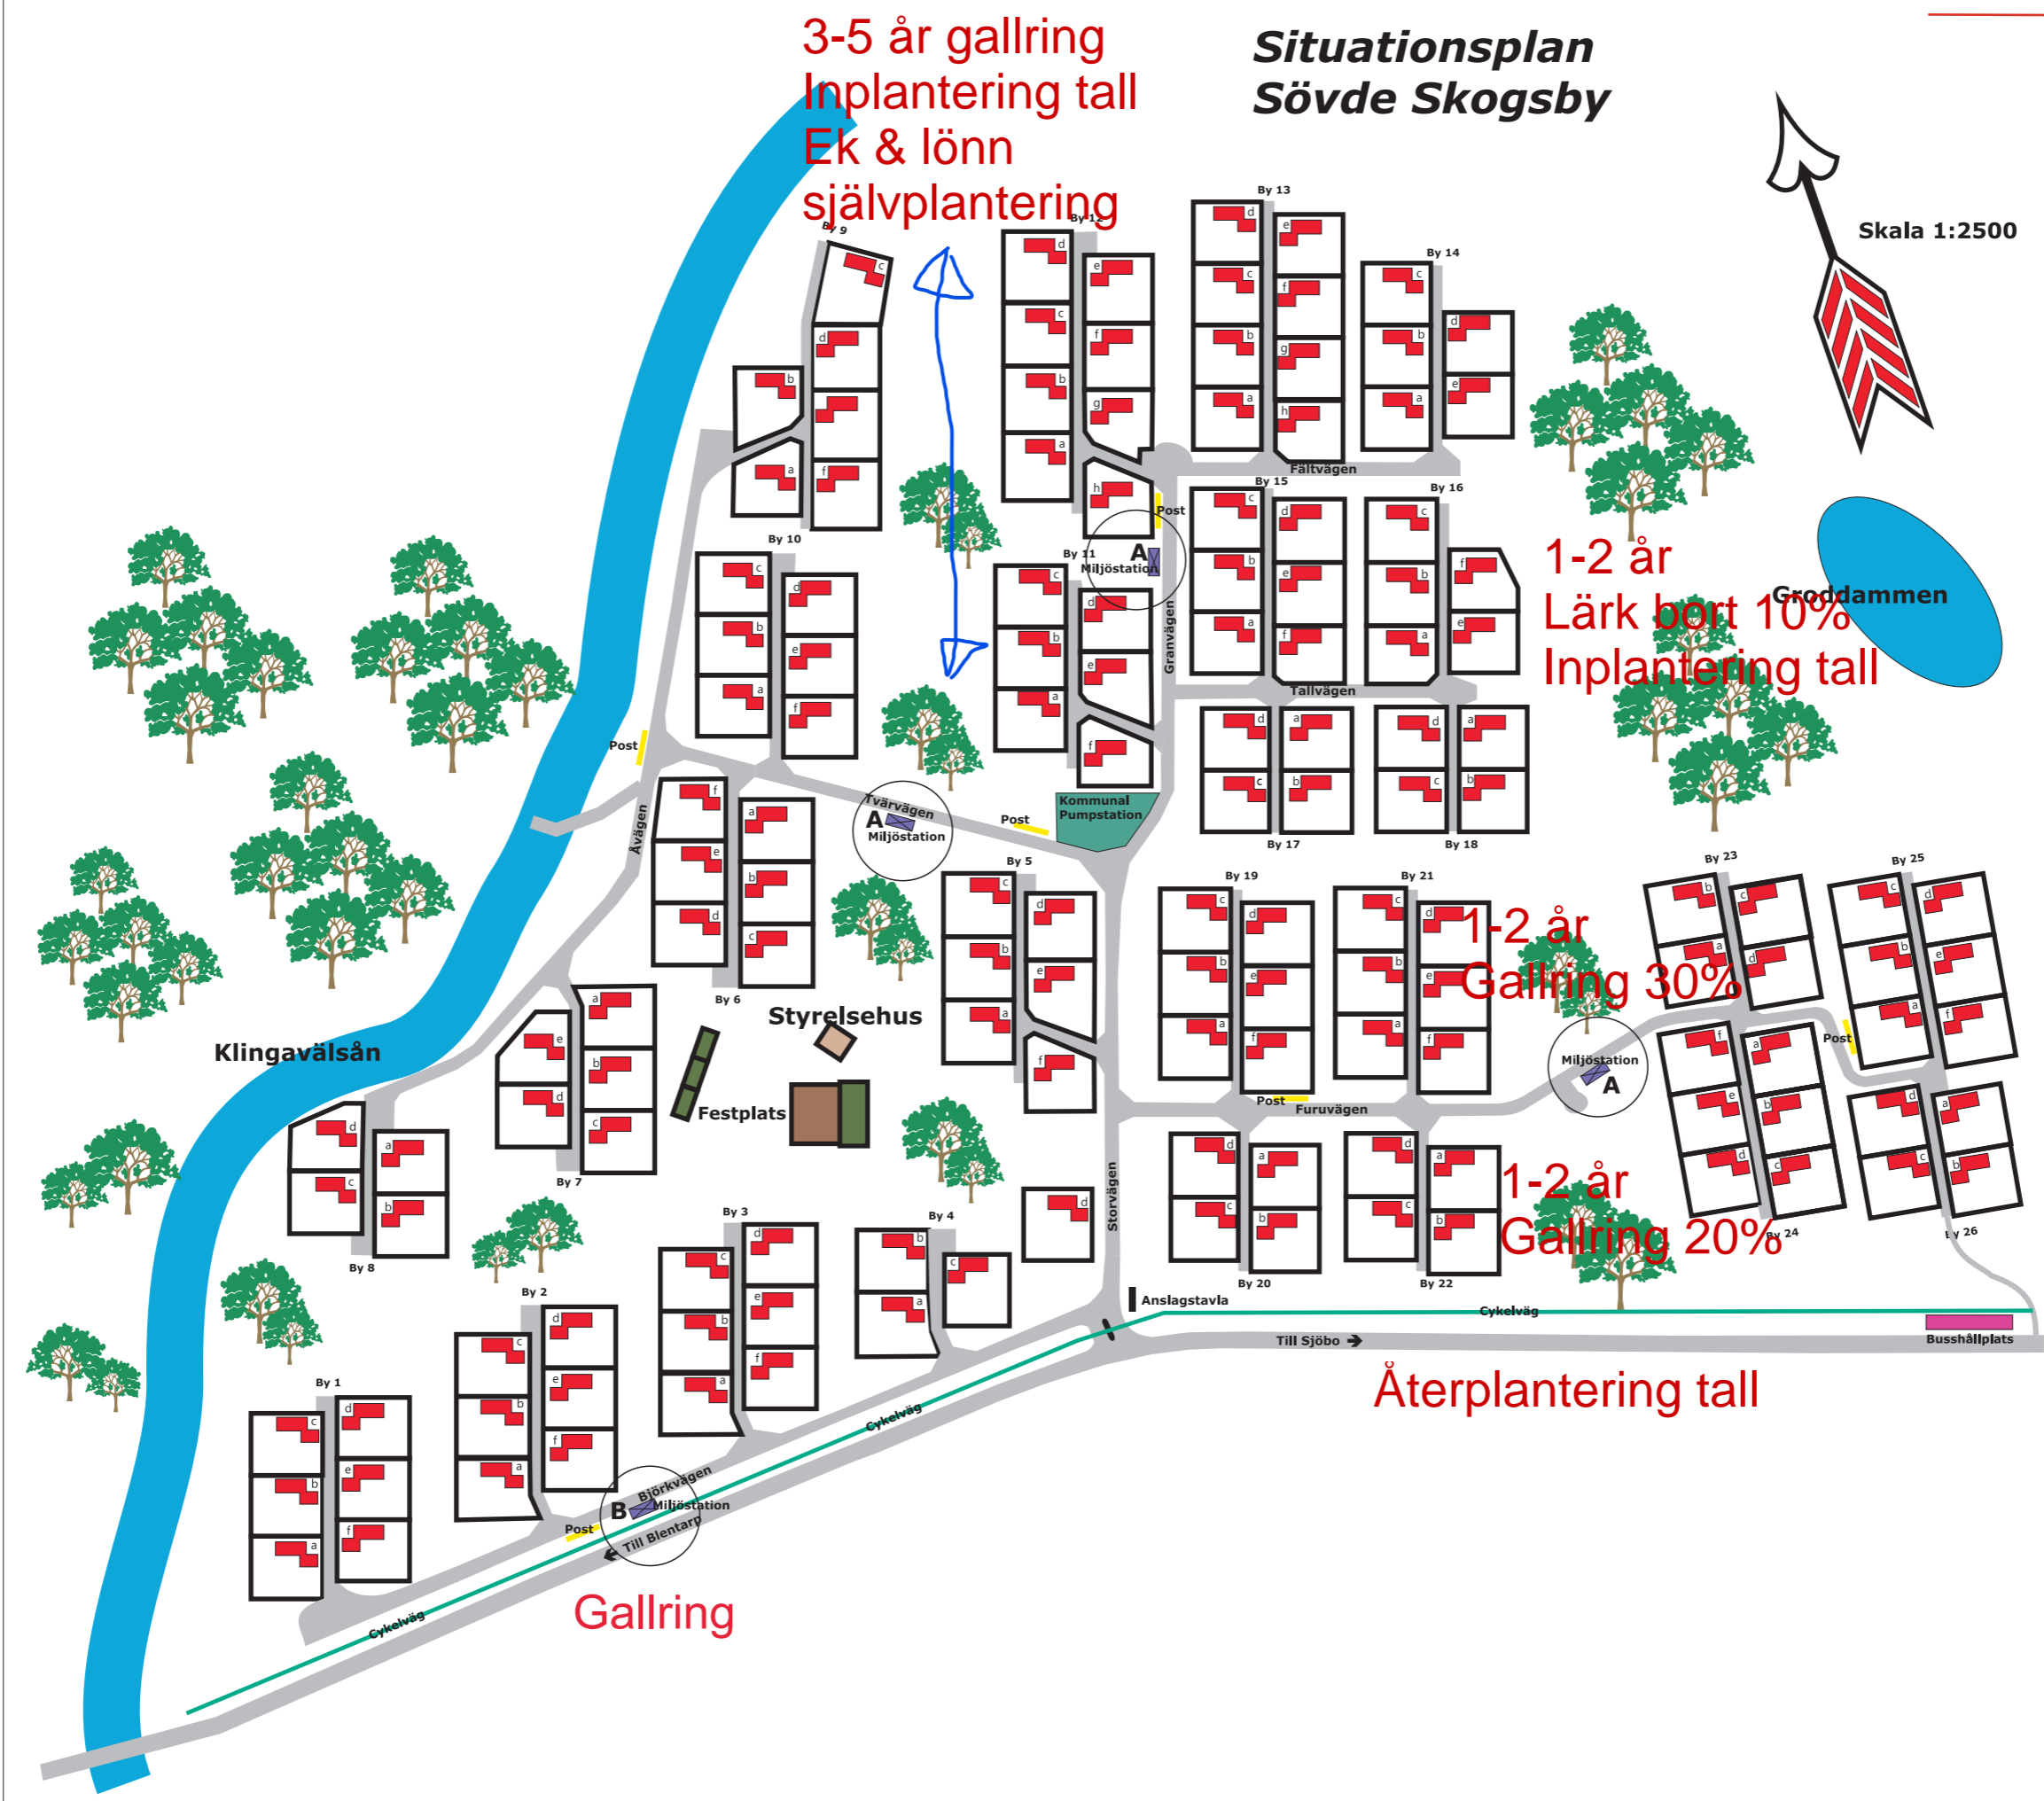 3-5 år gallring
Inplantering tall
Ek & lönn
självplantering
Situationsplan
Sövde Skogsby
Skala 1:2500
By 9
c
d
f
b
a
By 12
d
c
b
a
e
f
g
h
By 13
d
c
b
a
e
f
g
h
By 14
c
b
a
d
e
Fältvägen
Post
A
Miljöstation
Granvägen
By 10
c
b
a
d
e
f
By 11
c
b
a
d
e
f
By 15
c
b
a
d
e
f
By 16
c
b
a
f
e
1-2 år
Lärk bort 10%
Inplantering tall
Groddammen
Tallvägen
d
c
a
b
By 17
d
c
a
b
By 18
Post
Åvägen
Tvärvägen
A
Miljöstation
Post
Kommunal
Pumpstation
f
e
d
a
b
c
By 6
By 5
c
b
a
d
e
f
By 19
c
b
a
d
e
f
By 21
c
b
a
d
e
f
1-2 år
Gallring 30%
By 23
b
a
c
d
By 25
c
b
a
d
e
f
Post
Miljöstation
A
Klingavälsån
Styrelsehus
Festplats
e
d
a
b
c
By 7
d
c
a
b
By 8
Post
Furuvägen
Storvägen
d
c
a
b
By 20
d
c
a
b
By 22
1-2 år
Gallring 20%
f
e
d
a
b
c
By 24
d
c
a
b
By 26
By 3
c
b
a
d
e
f
By 4
b
a
c
d
By 2
c
b
a
d
e
f
By 1
c
b
a
d
e
f
Anslagstavla
Cykelväg
Till Sjöbo
Busshållplats
Återplantering tall
Cykelväg
Björkvägen
B
Miljöstation
Post
Till Blentarp
Gallring
Cykelväg